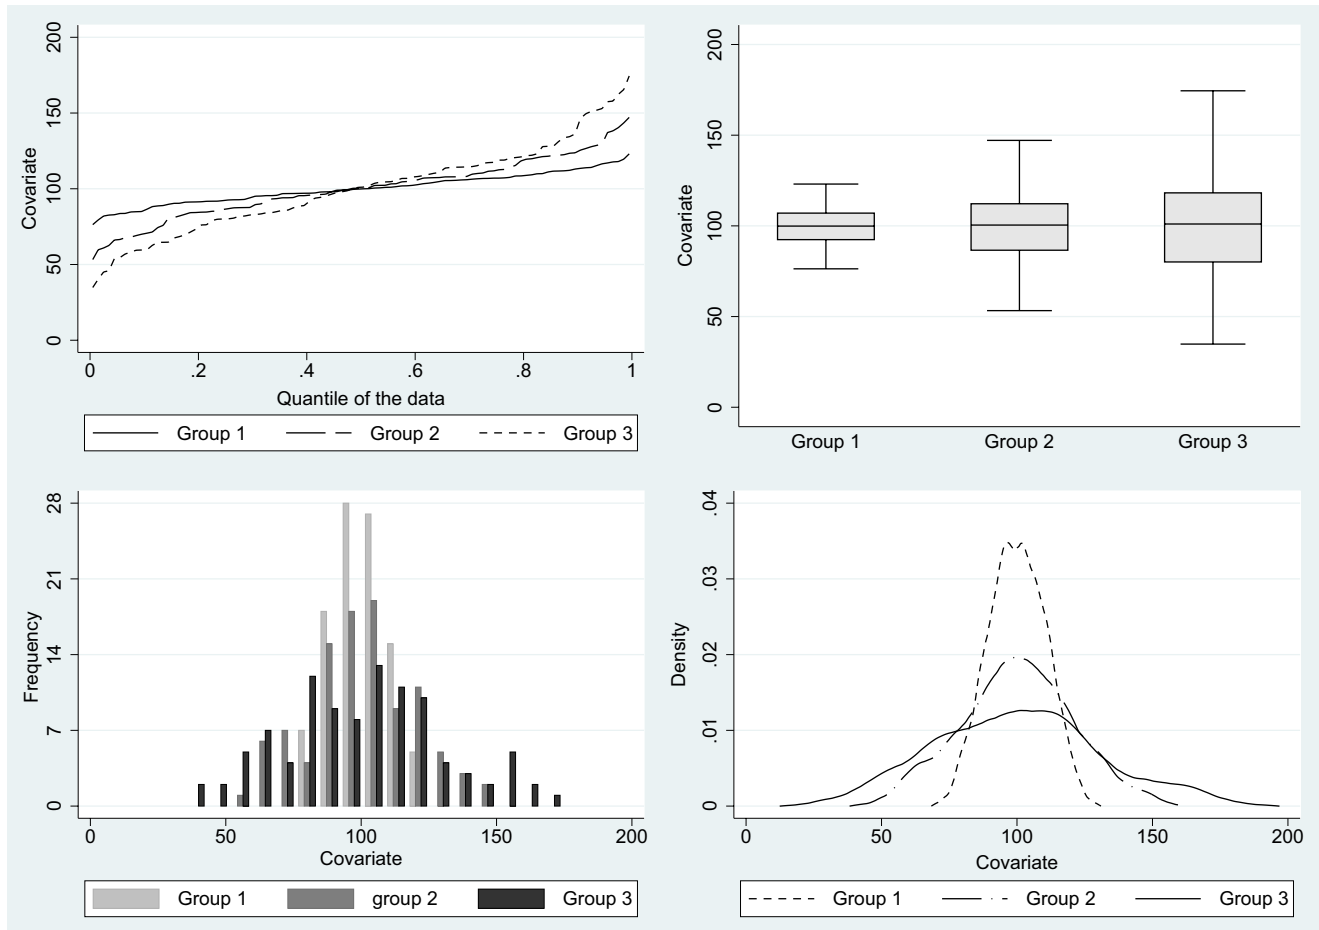 200
150
100
50
0
Covariate
0 .2 .4 .6 .8 1
Quantile of the data
Group 1 Group 2 Group 3
200
150
100
50
0
Covariate
Group 1 Group 2 Group 3
28
21
14
7
0
Frequency
0 50 100 150 200
Covariate
Group 1 group 2 Group 3
.04
.03
.02
.01
0
Density
0 50 100 150 200
Covariate
Group 1 Group 2 Group 3